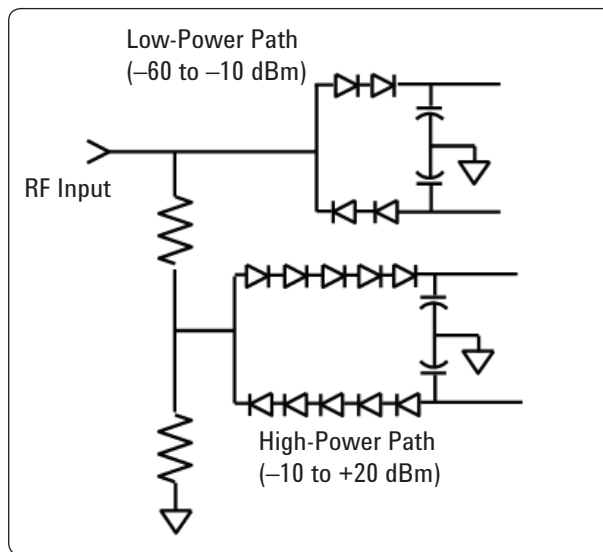 Low-Power Path
(–60 to –10 dBm)
RF Input
High-Power Path
(–10 to +20 dBm)